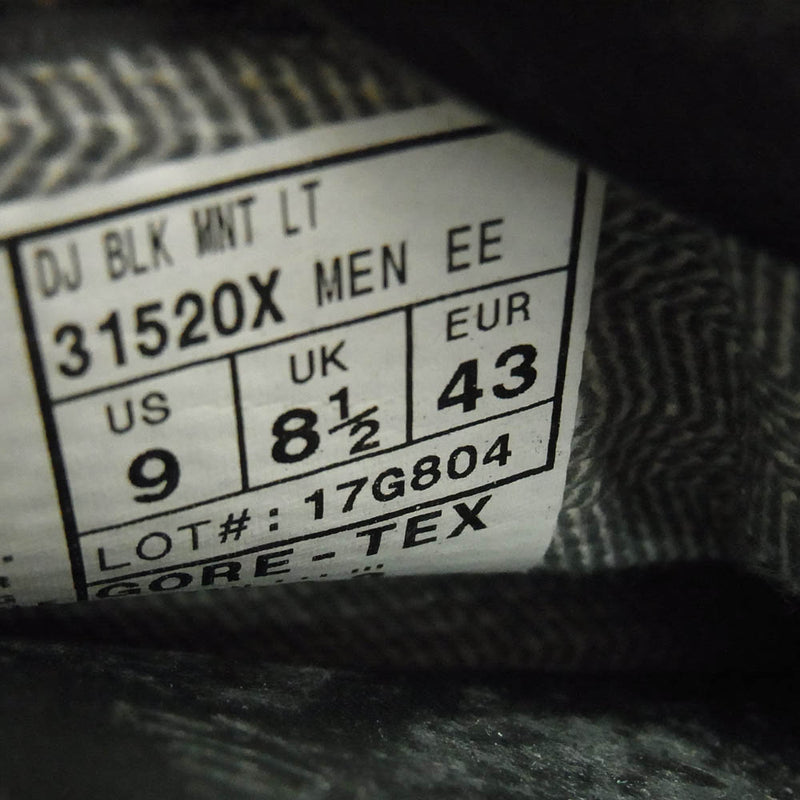 DJ BLK MNT LT
31520X MEN EE
US UK EUR
9 8½ 43
LOT#: 17G804
GORE-TEX